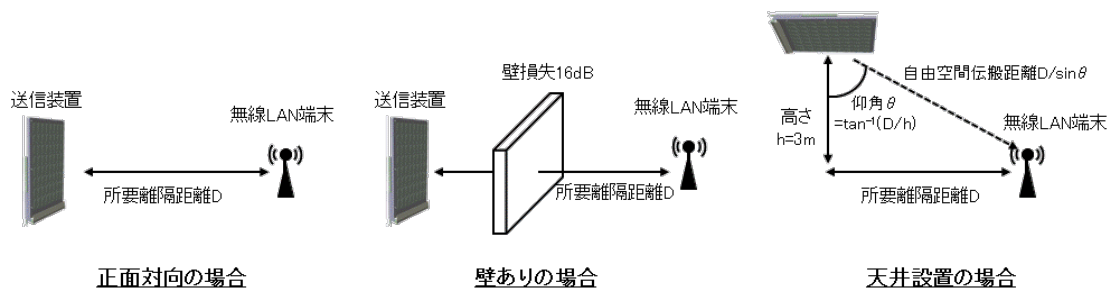 送信装置
無線LAN端末
所要離隔距離D
正面対向の場合
壁損失16dB
送信装置
無線LAN端末
所要離隔距離D
壁ありの場合
自由空間伝搬距離D/sinθ
高さ
h=3m
仰角θ
=tan⁻¹(D/h)
無線LAN端末
所要離隔距離D
天井設置の場合